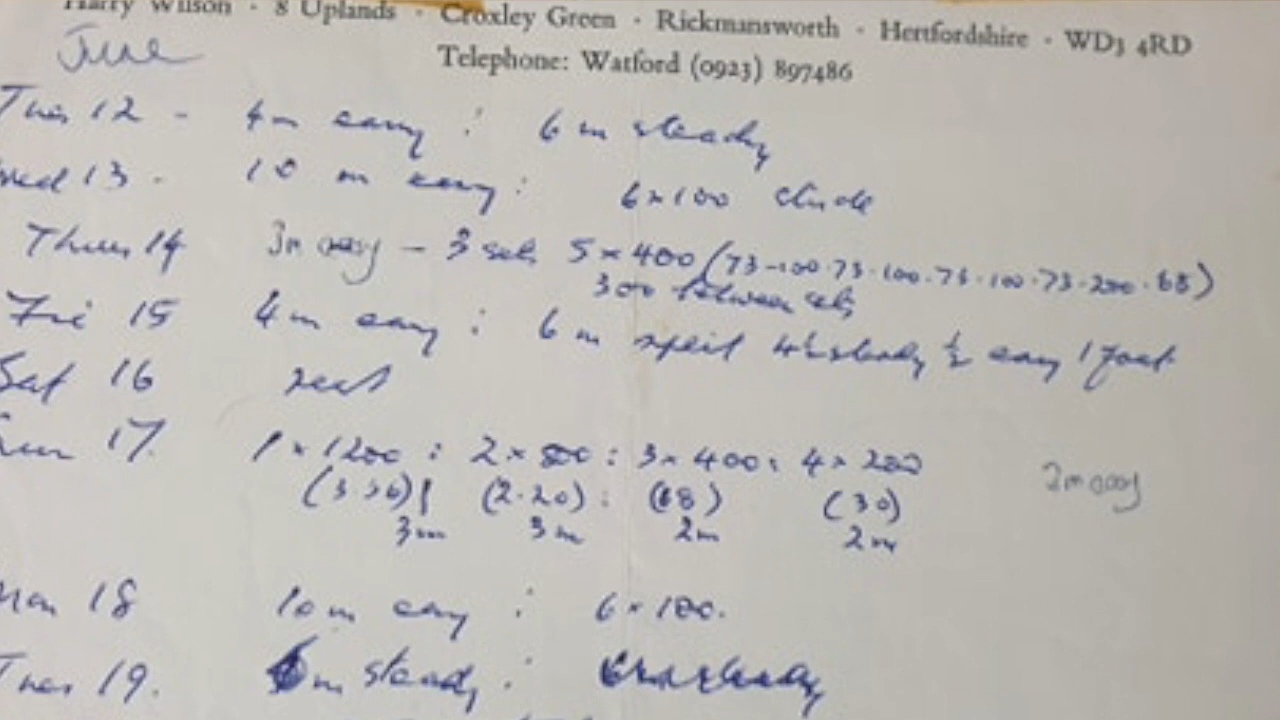 Harry Wilson · 8 Uplands · Croxley Green · Rickmansworth · Hertfordshire · WD3 4RD
Telephone: Watford (0923) 897486
June
Tues 12 - 4m easy : 6m steady
Wed 13 - 10 m easy : 6×100 stride
Thurs 14 3m easy - 3 sets 5×400 (73-100-73-100-73-100-73-200-68)
300 between sets
Fri 15 4m easy : 6m split 4½ steady ½ easy 1 fast
Sat 16 rest
Sun 17. 1×1200 : 2×800 : 3×400 : 4×200 2m easy
(3 36) (2.20) : (68) (30)
3m 3m 2m 2m
Mon 18 10m easy : 6×100.
Tues 19. 6m steady :